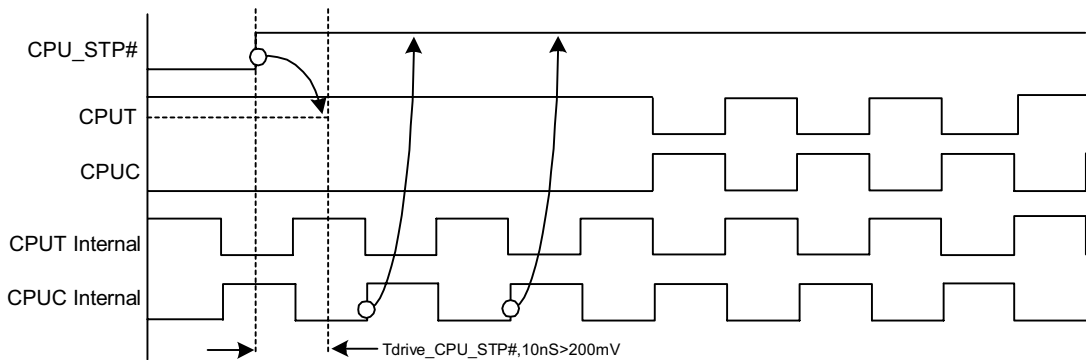 CPU_STP#
CPUT
CPUC
CPUT Internal
CPUC Internal
Tdrive_CPU_STP#,10nS>200mV